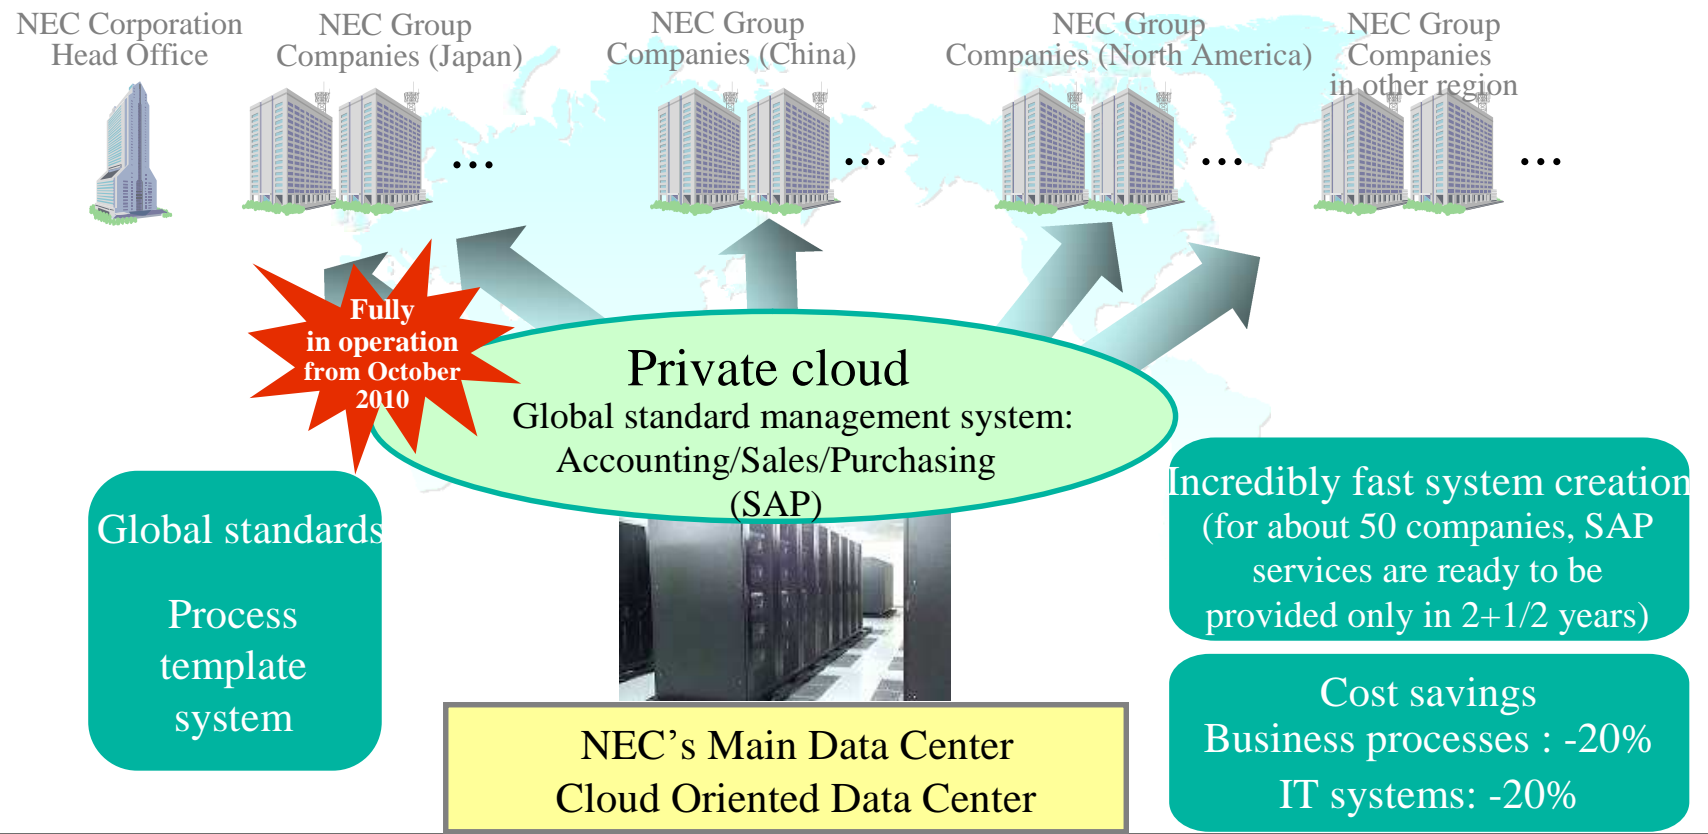 NEC Corporation
Head Office
NEC Group
Companies (Japan)
NEC Group
Companies (China)
NEC Group
Companies (North America)
NEC Group
Companies
in other region
...
...
...
...
Fully
in operation
from October
2010
Private cloud
Global standard management system:
Accounting/Sales/Purchasing
(SAP)
Global standards
Process
template
system
Incredibly fast system creation
(for about 50 companies, SAP
services are ready to be
provided only in 2+1/2 years)
Cost savings
Business processes : -20%
IT systems: -20%
NEC’s Main Data Center
Cloud Oriented Data Center